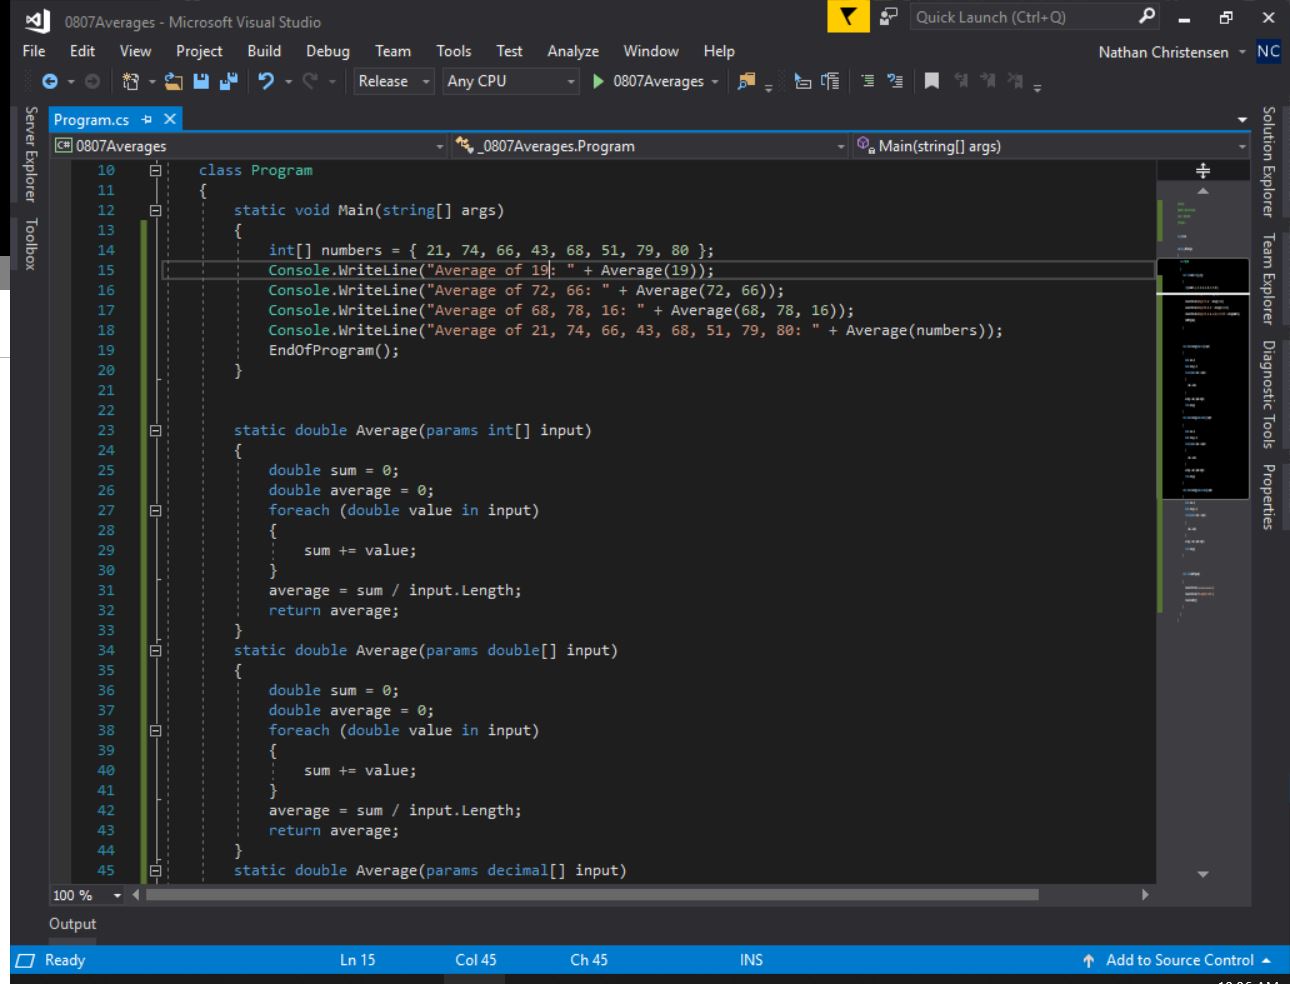 0807Averages - Microsoft Visual Studio
Quick Launch (Ctrl+Q)
File Edit View Project Build Debug Team Tools Test Analyze Window Help
Nathan Christensen NC
Release Any CPU 0807Averages
Server Explorer
Toolbox
Program.cs
C# 0807Averages _0807Averages.Program Main(string[] args)
10 class Program
11 {
12 static void Main(string[] args)
13 {
14 int[] numbers = { 21, 74, 66, 43, 68, 51, 79, 80 };
15 Console.WriteLine("Average of 19: " + Average(19));
16 Console.WriteLine("Average of 72, 66: " + Average(72, 66));
17 Console.WriteLine("Average of 68, 78, 16: " + Average(68, 78, 16));
18 Console.WriteLine("Average of 21, 74, 66, 43, 68, 51, 79, 80: " + Average(numbers));
19 EndOfProgram();
20 }
21
22
23 static double Average(params int[] input)
24 {
25 double sum = 0;
26 double average = 0;
27 foreach (double value in input)
28 {
29 sum += value;
30 }
31 average = sum / input.Length;
32 return average;
33 }
34 static double Average(params double[] input)
35 {
36 double sum = 0;
37 double average = 0;
38 foreach (double value in input)
39 {
40 sum += value;
41 }
42 average = sum / input.Length;
43 return average;
44 }
45 static double Average(params decimal[] input)
Solution Explorer
Team Explorer
Diagnostic Tools
Properties
100 %
Output
Ready Ln 15 Col 45 Ch 45 INS Add to Source Control